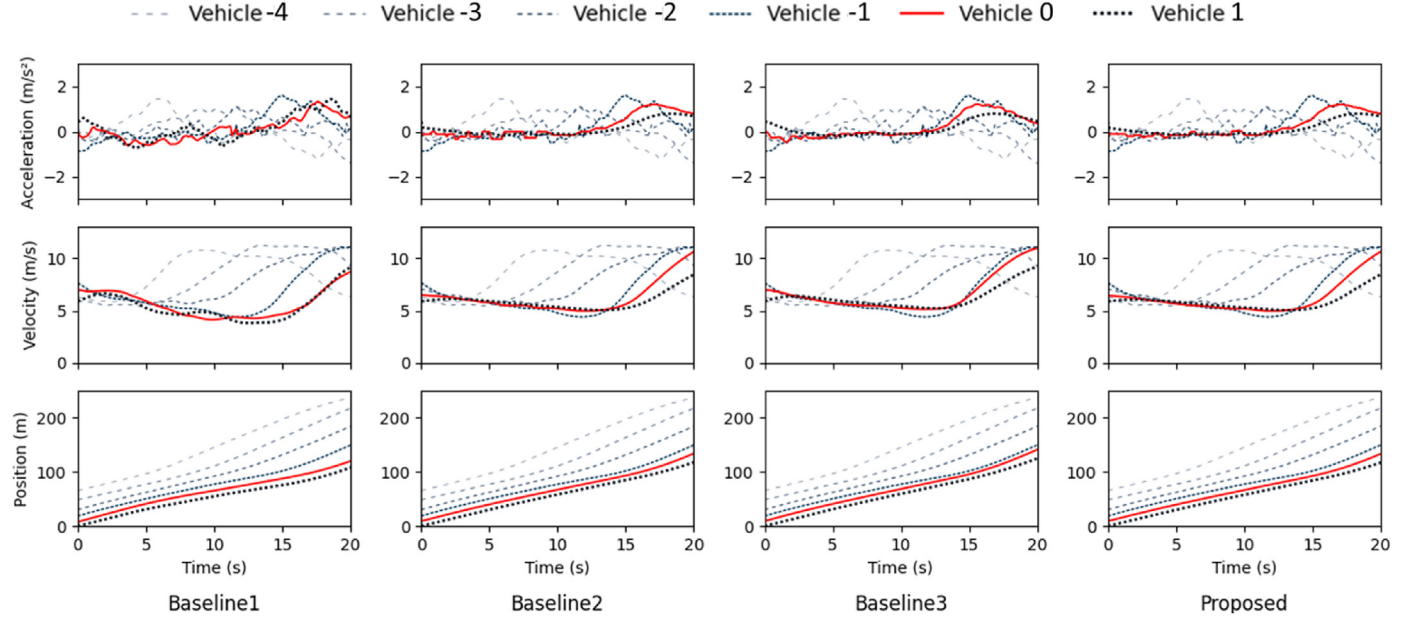 Vehicle -4 Vehicle -3 Vehicle -2 Vehicle -1 Vehicle 0 Vehicle 1
Acceleration (m/s²)
2 2 2 2
0 0 0 0
−2 −2 −2 −2
Velocity (m/s)
10 10 10 10
5 5 5 5
0 0 0 0
Position (m)
200 200 200 200
100 100 100 100
0 0 0 0
0 5 10 15 20 0 5 10 15 20 0 5 10 15 20 0 5 10 15 20
Time (s) Time (s) Time (s) Time (s)
Baseline1 Baseline2 Baseline3 Proposed